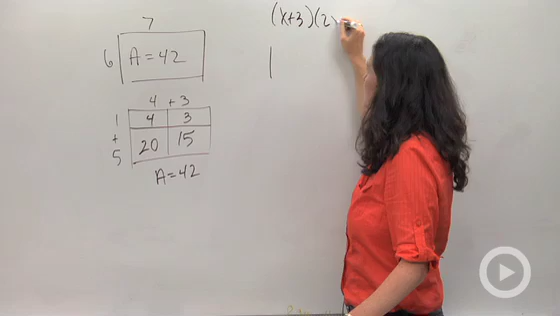 7
6 A = 42
4 + 3
1 4 3
+
5 20 15
A = 42
(x+3)(2